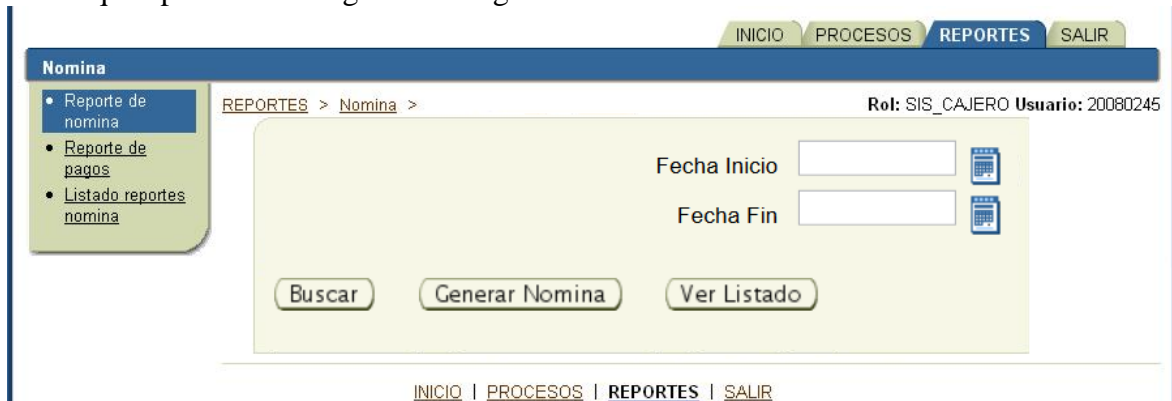 INICIO PROCESOS REPORTES SALIR
Nomina
Reporte de
nomina
Reporte de
pagos
Listado reportes
nomina
REPORTES > Nomina >
Rol: SIS_CAJERO Usuario: 20080245
Fecha Inicio
Fecha Fin
Buscar Generar Nomina Ver Listado
INICIO | PROCESOS | REPORTES | SALIR